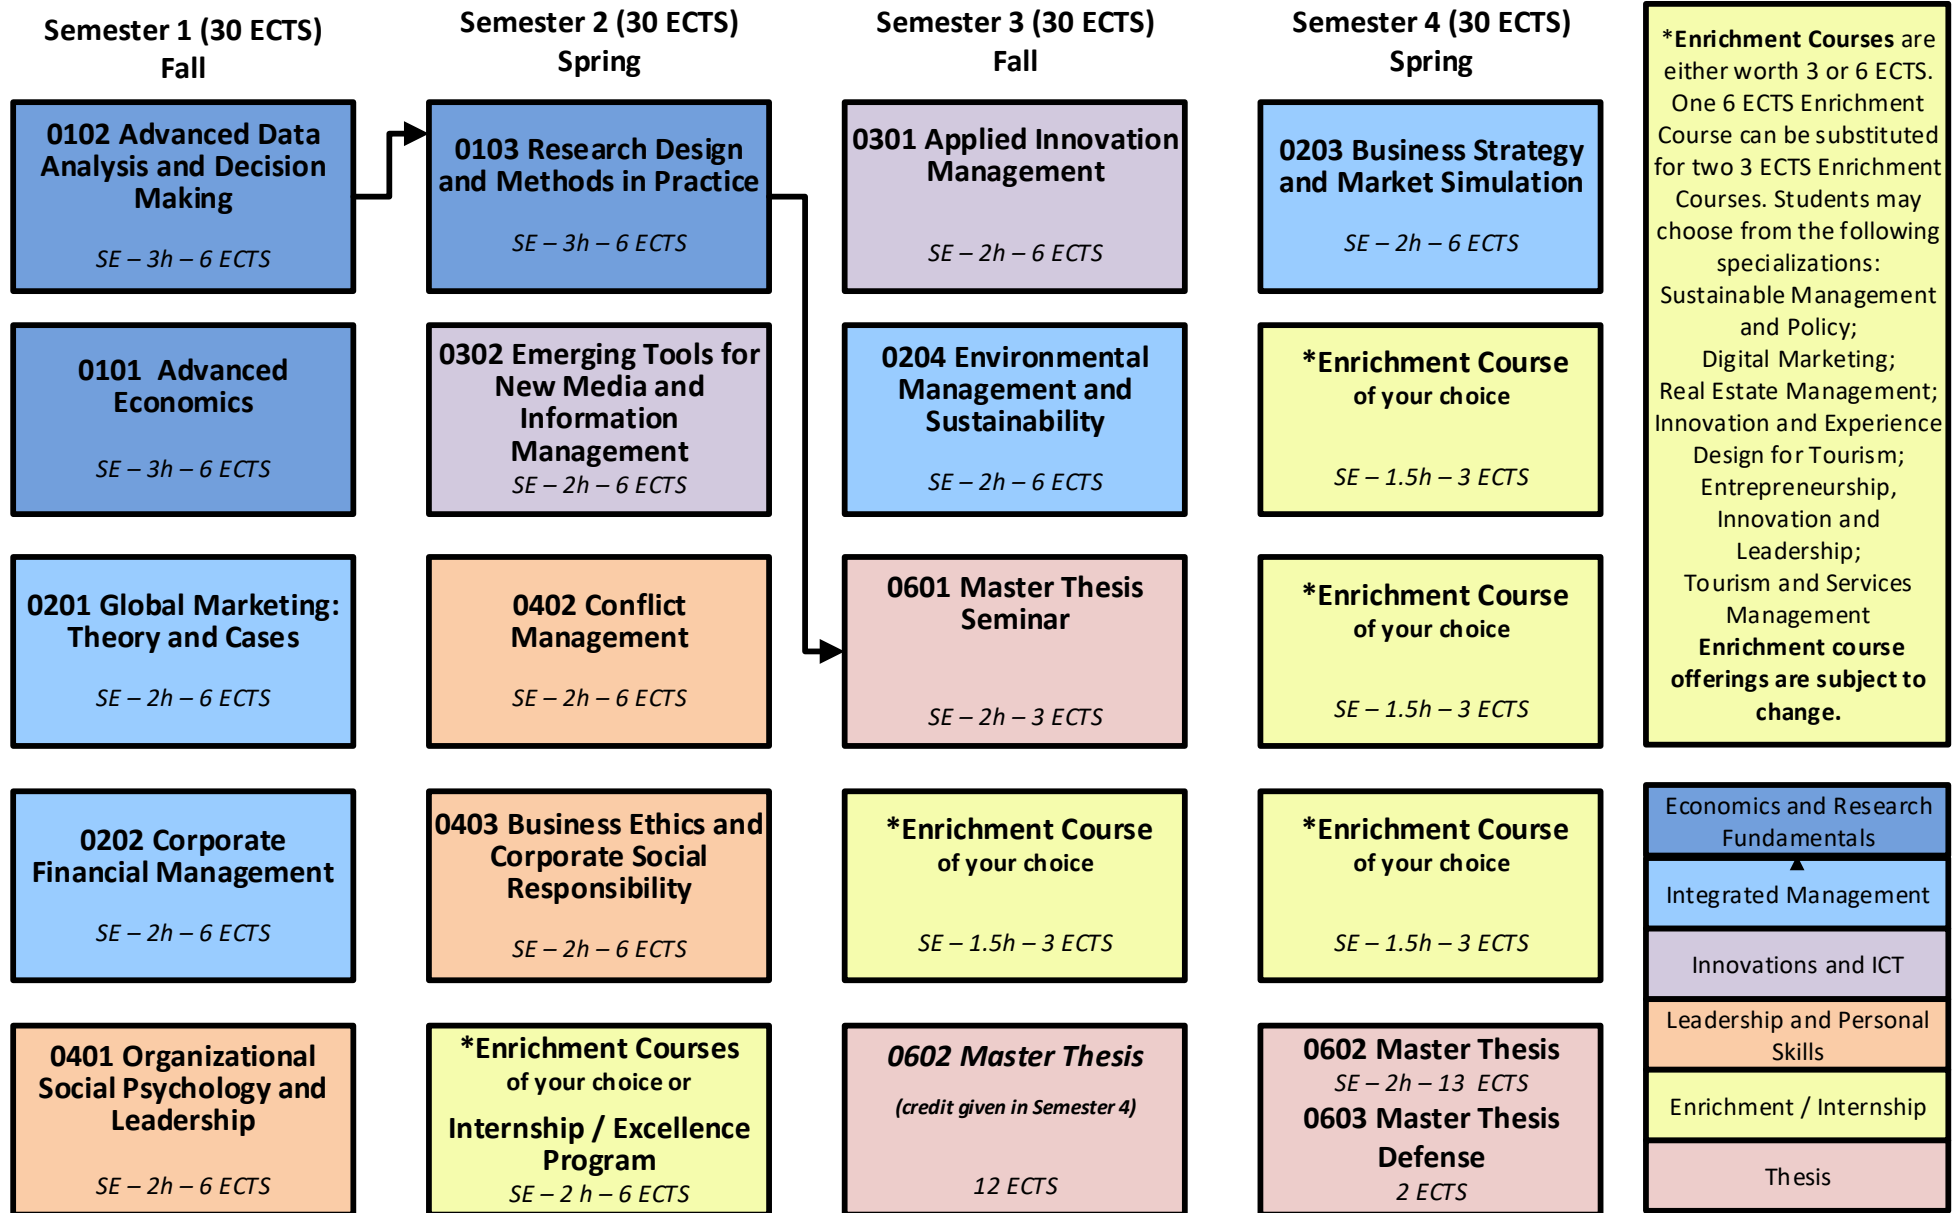 Semester 1 (30 ECTS)
Fall
0102 Advanced Data
Analysis and Decision
Making
SE – 3h – 6 ECTS
0101  Advanced
Economics
SE – 3h – 6 ECTS
0201 Global Marketing:
Theory and Cases
SE – 2h – 6 ECTS
0202 Corporate
Financial Management
SE – 2h – 6 ECTS
0401 Organizational
Social Psychology and
Leadership
SE – 2h – 6 ECTS
Semester 2 (30 ECTS)
Spring
0103 Research Design
and Methods in Practice
SE – 3h – 6 ECTS
0302 Emerging Tools for
New Media and
Information
Management
SE – 2h – 6 ECTS
0402 Conflict
Management
SE – 2h – 6 ECTS
0403 Business Ethics and
Corporate Social
Responsibility
SE – 2h – 6 ECTS
*Enrichment Courses
of your choice or
Internship / Excellence
Program
SE – 2 h – 6 ECTS
Semester 3 (30 ECTS)
Fall
0301 Applied Innovation
Management
SE – 2h – 6 ECTS
0204 Environmental
Management and
Sustainability
SE – 2h – 6 ECTS
0601 Master Thesis
Seminar
SE – 2h – 3 ECTS
*Enrichment Course
of your choice
SE – 1.5h – 3 ECTS
0602 Master Thesis
(credit given in Semester 4)
12 ECTS
Semester 4 (30 ECTS)
Spring
0203 Business Strategy
and Market Simulation
SE – 2h – 6 ECTS
*Enrichment Course
of your choice
SE – 1.5h – 3 ECTS
*Enrichment Course
of your choice
SE – 1.5h – 3 ECTS
*Enrichment Course
of your choice
SE – 1.5h – 3 ECTS
0602 Master Thesis
SE – 2h – 13  ECTS
0603 Master Thesis
Defense
2 ECTS
*Enrichment Courses are
either worth 3 or 6 ECTS.
One 6 ECTS Enrichment
Course can be substituted
for two 3 ECTS Enrichment
Courses. Students may
choose from the following
specializations:
Sustainable Management
and Policy;
Digital Marketing;
Real Estate Management;
Innovation and Experience
Design for Tourism;
Entrepreneurship,
Innovation and
Leadership;
Tourism and Services
Management
Enrichment course
offerings are subject to
change.
Economics and Research
Fundamentals
Integrated Management
Innovations and ICT
Leadership and Personal
Skills
Enrichment / Internship
Thesis